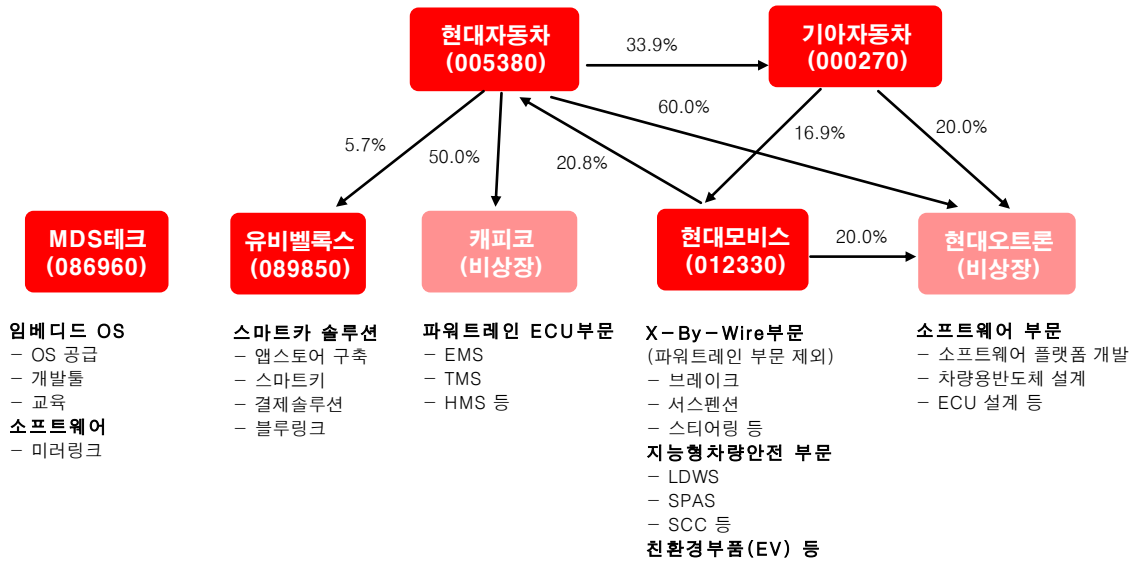 현대자동차
(005380)
33.9%
기아자동차
(000270)
5.7%
50.0%
20.8%
60.0%
16.9%
20.0%
MDS테크
(086960)
유비벨록스
(089850)
캐피코
(비상장)
현대모비스
(012330)
20.0%
현대오트론
(비상장)
임베디드 OS
- OS 공급
- 개발툴
- 교육
소프트웨어
- 미러링크
스마트카 솔루션
- 앱스토어 구축
- 스마트키
- 결제솔루션
- 블루링크
파워트레인 ECU부문
- EMS
- TMS
- HMS 등
X-By-Wire부문
(파워트레인 부문 제외)
- 브레이크
- 서스펜션
- 스티어링 등
지능형차량안전 부문
- LDWS
- SPAS
- SCC 등
친환경부품(EV) 등
소프트웨어 부문
- 소프트웨어 플랫폼 개발
- 차량용반도체 설계
- ECU 설계 등